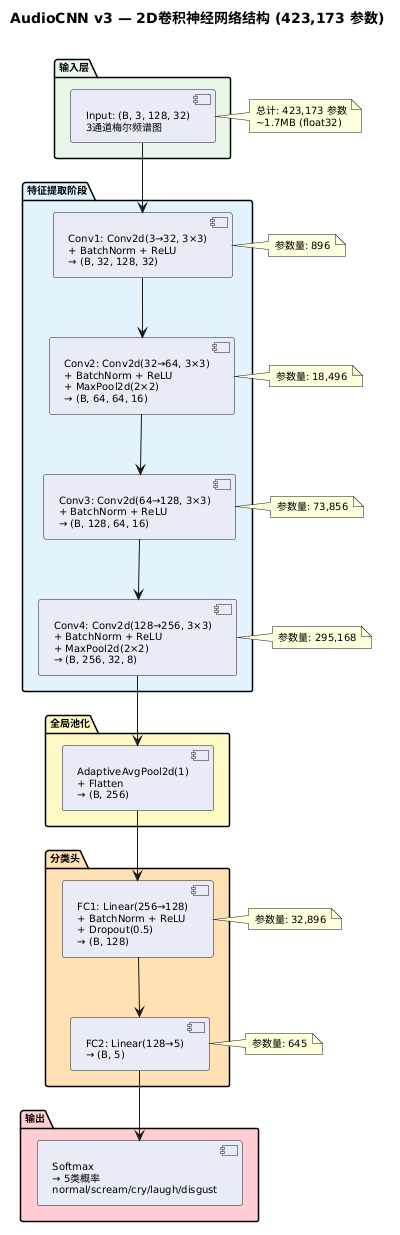 AudioCNN v3 — 2D卷积神经网络结构 (423,173 参数)
输入层
Input: (B, 3, 128, 32)
3通道梅尔频谱图
总计: 423,173 参数
~1.7MB (float32)
特征提取阶段
Conv1: Conv2d(3→32, 3×3)
+ BatchNorm + ReLU
→ (B, 32, 128, 32)
参数量: 896
Conv2: Conv2d(32→64, 3×3)
+ BatchNorm + ReLU
+ MaxPool2d(2×2)
→ (B, 64, 64, 16)
参数量: 18,496
Conv3: Conv2d(64→128, 3×3)
+ BatchNorm + ReLU
→ (B, 128, 64, 16)
参数量: 73,856
Conv4: Conv2d(128→256, 3×3)
+ BatchNorm + ReLU
+ MaxPool2d(2×2)
→ (B, 256, 32, 8)
参数量: 295,168
全局池化
AdaptiveAvgPool2d(1)
+ Flatten
→ (B, 256)
分类头
FC1: Linear(256→128)
+ BatchNorm + ReLU
+ Dropout(0.5)
→ (B, 128)
参数量: 32,896
FC2: Linear(128→5)
→ (B, 5)
参数量: 645
输出
Softmax
→ 5类概率
normal/scream/cry/laugh/disgust